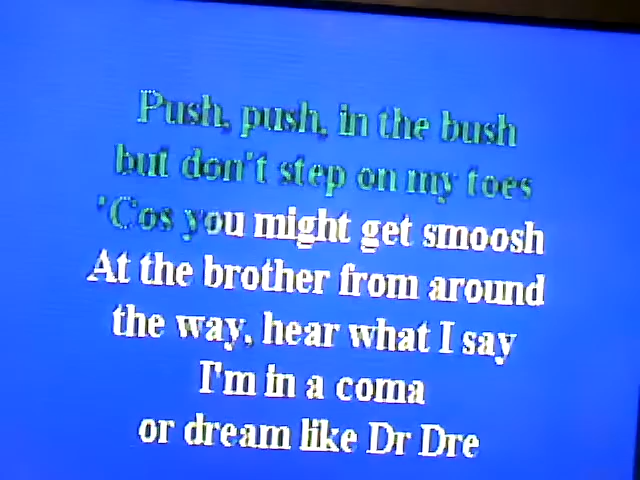 Push, push, in the bush
but don't step on my toes
'Cos you might get smoosh
At the brother from around
the way, hear what I say
I'm in a coma
or dream like Dr Dre